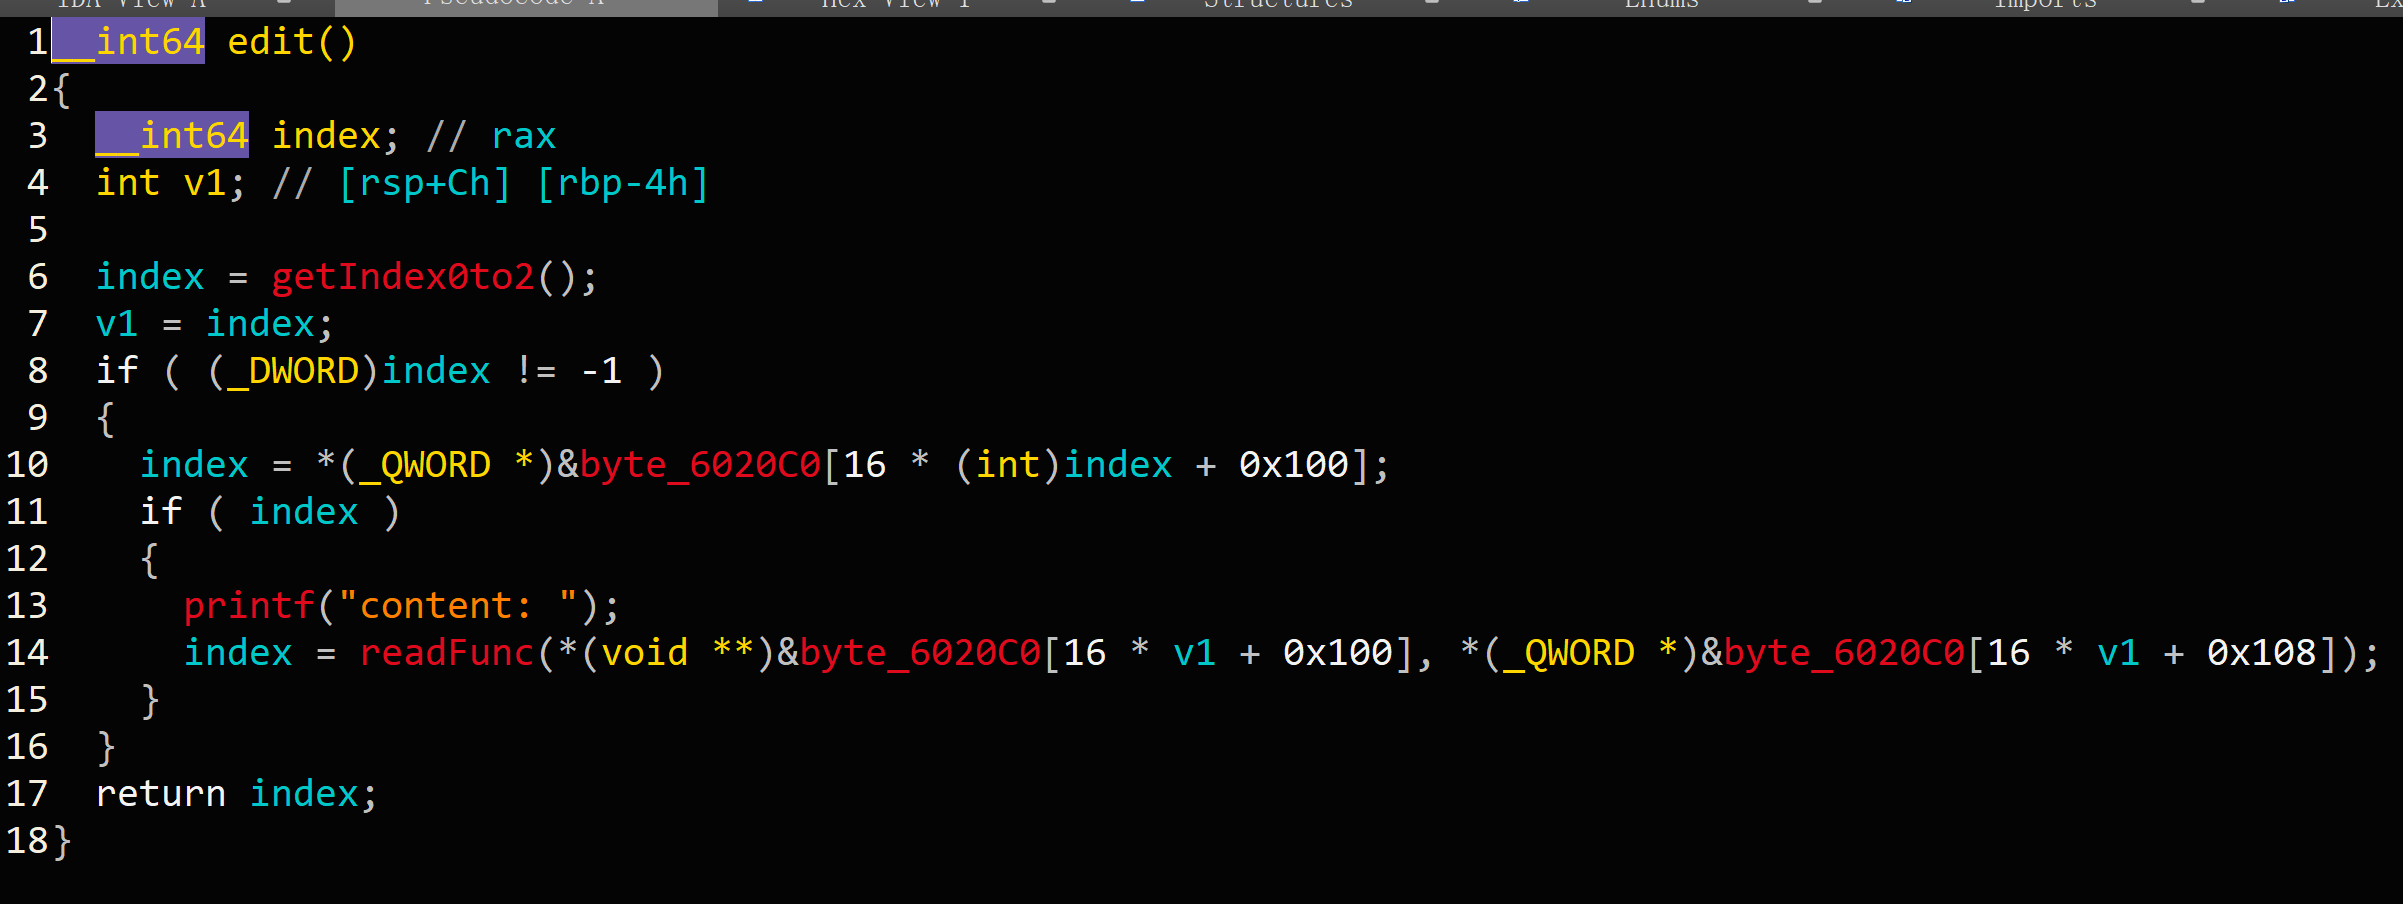 IDA View-A Pseudocode-A Hex View-1 Structures Enums Imports
1 __int64 edit()
2 {
3   __int64 index; // rax
4   int v1; // [rsp+Ch] [rbp-4h]
5
6   index = getIndex0to2();
7   v1 = index;
8   if ( (_DWORD)index != -1 )
9   {
10     index = *(_QWORD *)&byte_6020C0[16 * (int)index + 0x100];
11     if ( index )
12     {
13       printf("content: ");
14       index = readFunc(*(void **)&byte_6020C0[16 * v1 + 0x100], *(_QWORD *)&byte_6020C0[16 * v1 + 0x108]);
15     }
16   }
17   return index;
18 }